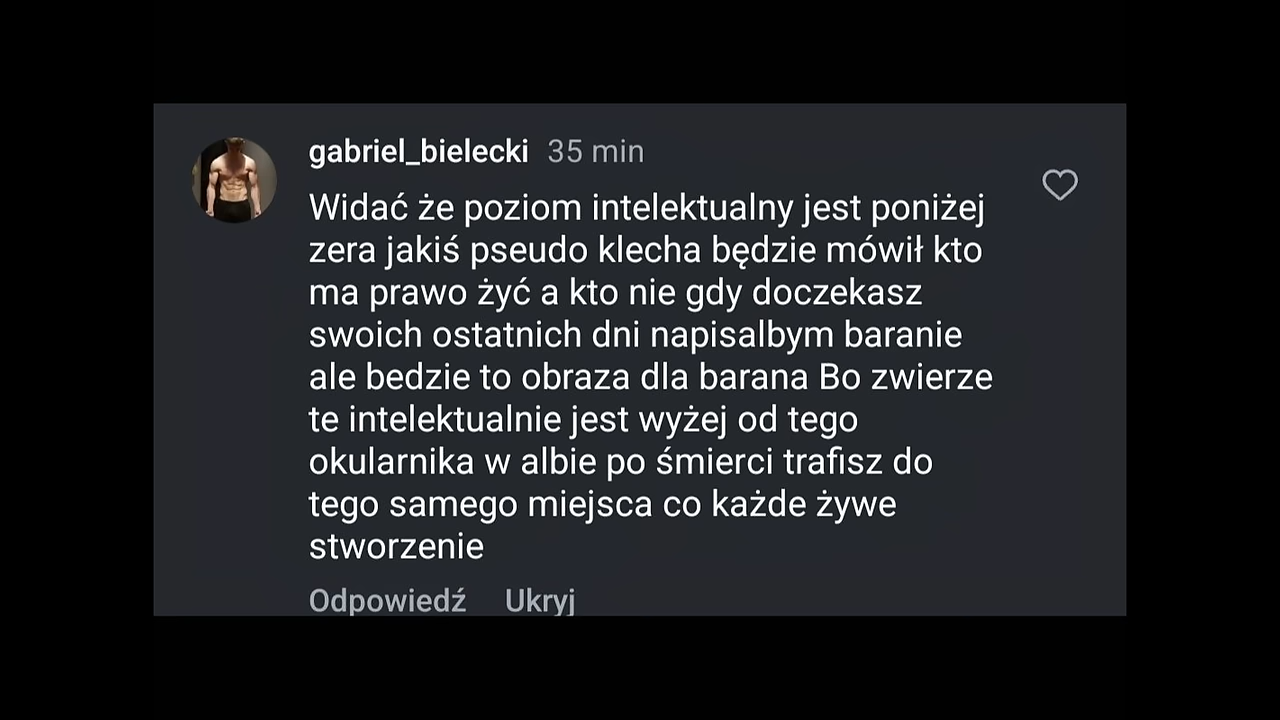 gabriel_bielecki 35 min
Widać że poziom intelektualny jest poniżej
zera jakiś pseudo klecha będzie mówił kto
ma prawo żyć a kto nie gdy doczekasz
swoich ostatnich dni napisalbym baranie
ale bedzie to obraza dla barana Bo zwierze
te intelektualnie jest wyżej od tego
okularnika w albie po śmierci trafisz do
tego samego miejsca co każde żywe
stworzenie
Odpowiedź Ukryj